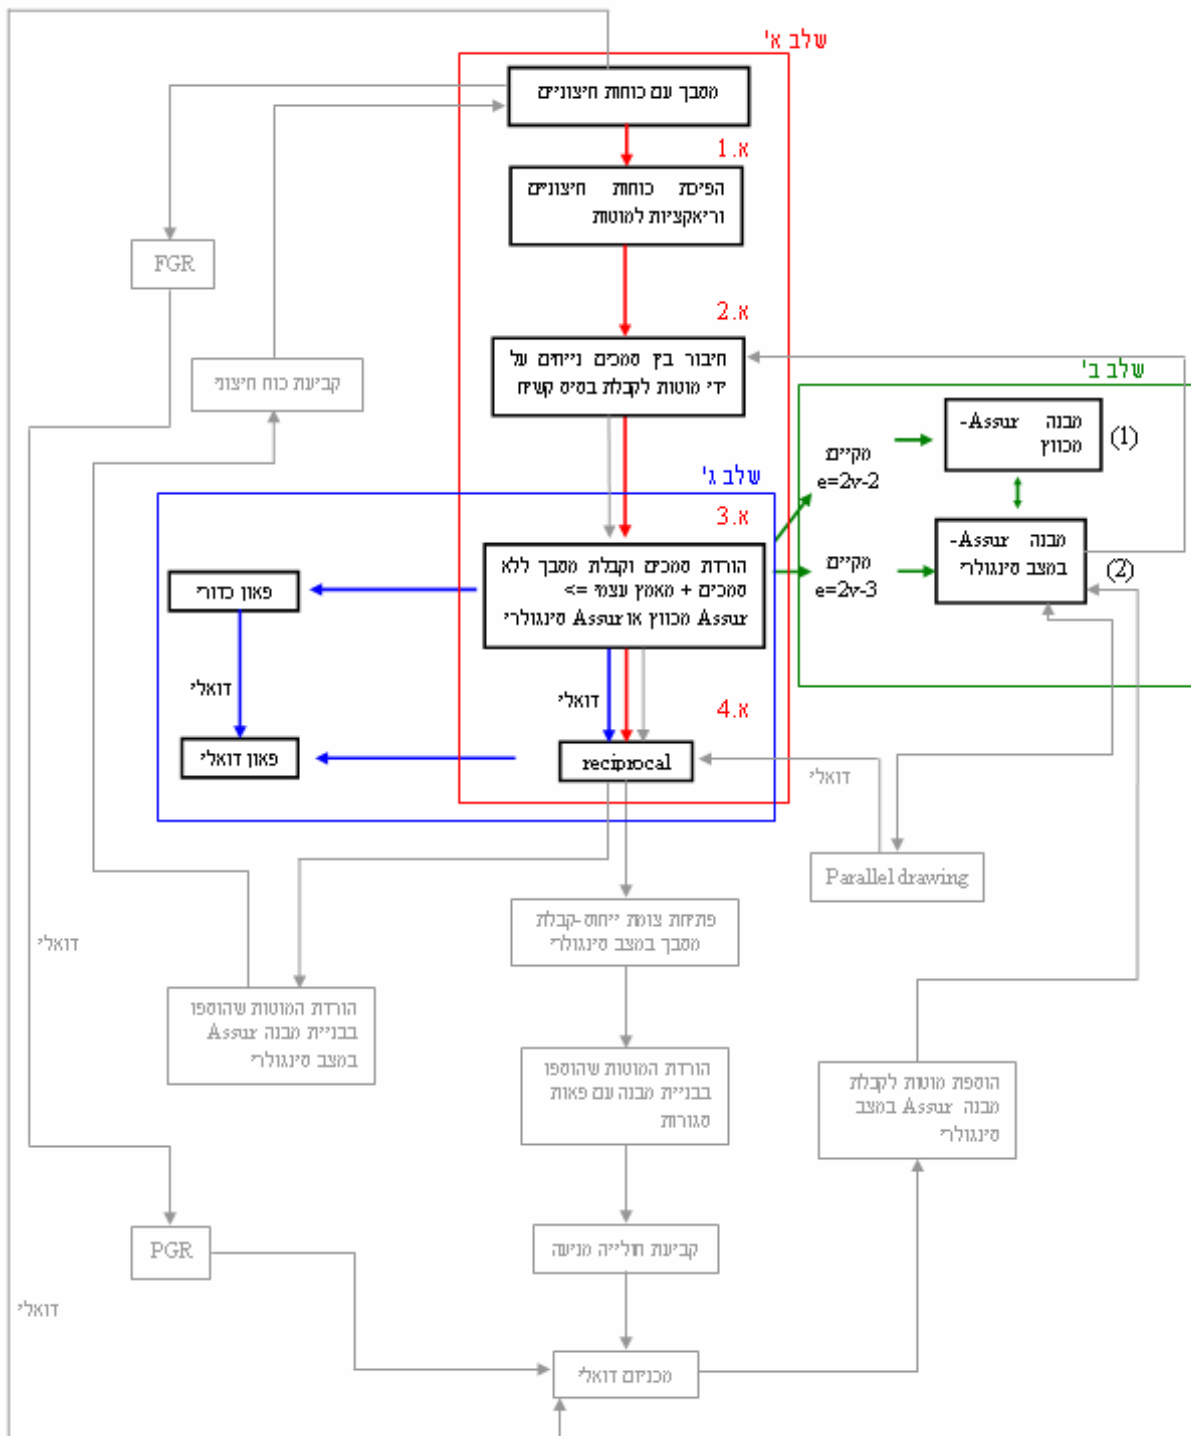 שלב א'
מסבך עם כוחות חיצוניים
א.1
הפיכת כוחות חיצוניים
וריאקציות למוטות
FGR
א.2
חיבור בין סמכים נייחים על
ידי מוטות לקבלת בסיס קשיח
קביעת כוח חיצוני
שלב ב'
מבנה Assur-
מכווץ
(1)
מקיים:
e=2v-2
שלב ג'
א.3
הורדת סמכים וקבלת מסבך ללא
סמכים + מאמץ עצמי <=
Assur מכווץ או Assur סינגולרי
מבנה Assur-
במצב סינגולרי
(2)
מקיים:
e=2v-3
פאון כדורי
דואלי
דואלי
א.4
פאון דואלי
reciprocal
דואלי
Parallel drawing
פתיחת צומת ייחוס-קבלת
מסבך במצב סינגולרי
דואלי
הורדת המוטות שהוספו
בבניית מבנה Assur
במצב סינגולרי
הורדת המוטות שהוספו
בבניית מבנה עם פאות
סגורות
הוספת מוטות לקבלת
מבנה Assur במצב
סינגולרי
PGR
קביעת חולייה מניעה
דואלי
מכניזם דואלי